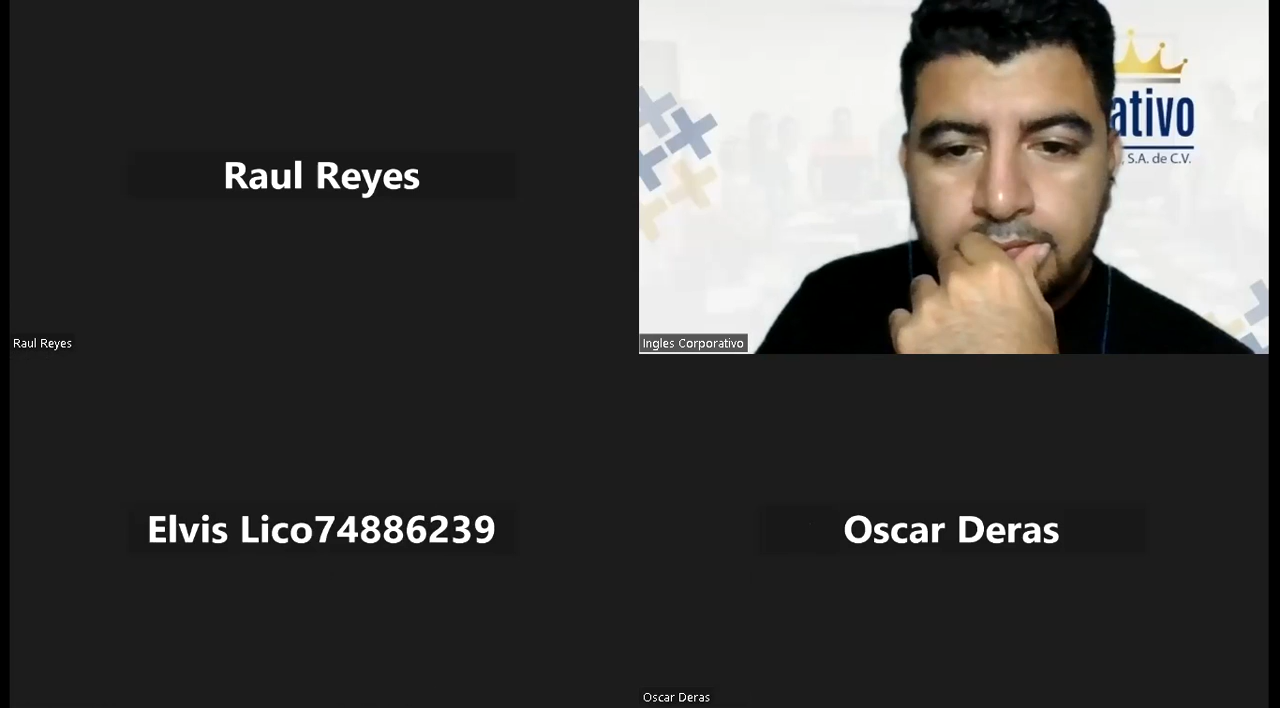 Raul Reyes
Raul Reyes
ativo
, S.A. de C.V.
Ingles Corporativo
Elvis Lico74886239
Oscar Deras
Oscar Deras